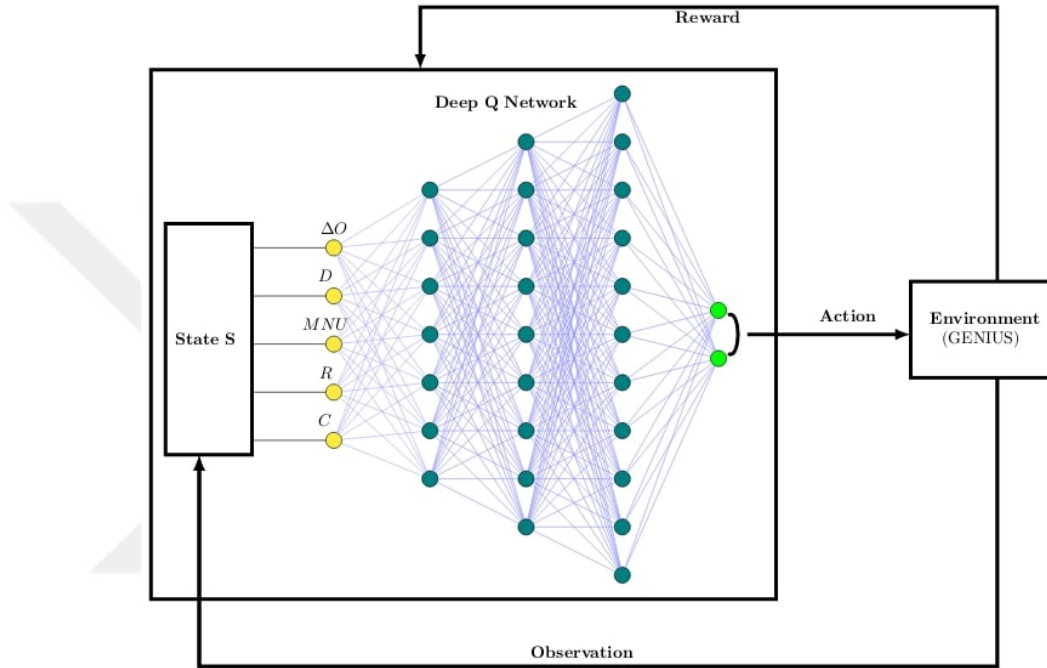 Reward
Deep Q Network
ΔO
D
MNU
R
C
State S
Action
Environment
(GENIUS)
Observation